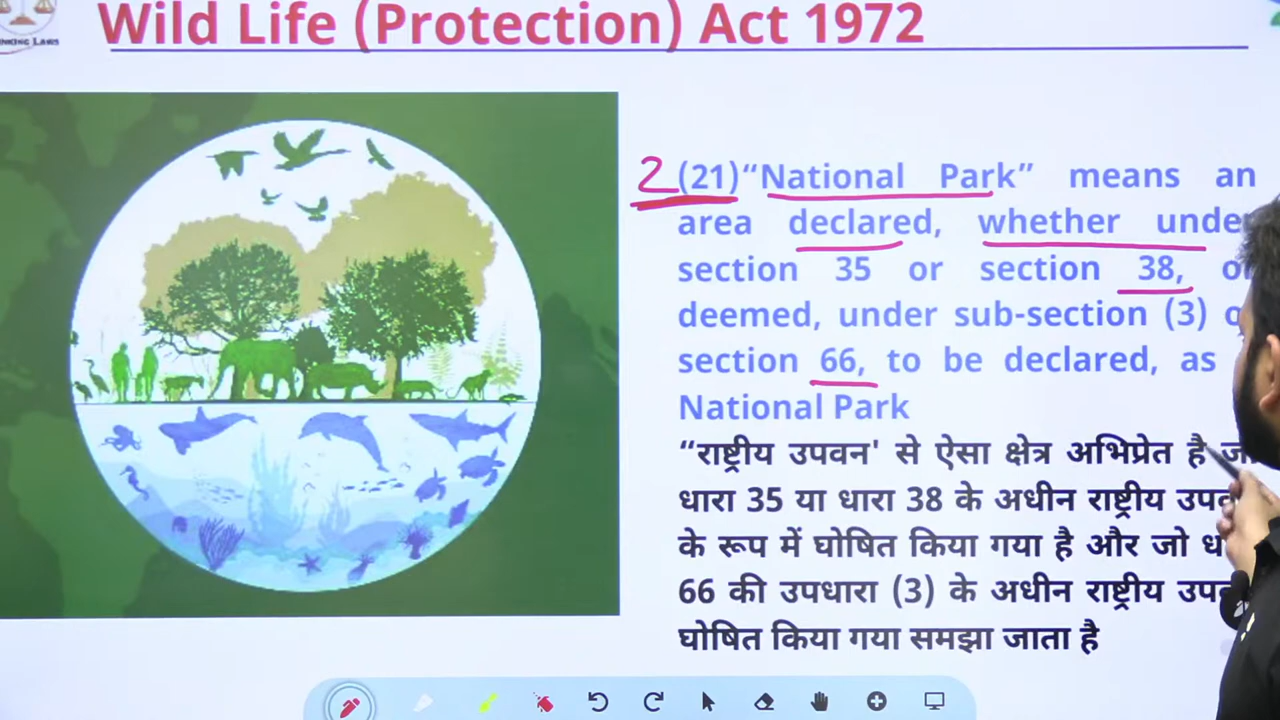 Wild Life (Protection) Act 1972
2 (21)“National Park” means an
area declared, whether under
section 35 or section 38, or
deemed, under sub-section (3)
section 66, to be declared, as
National Park
“राष्ट्रीय उपवन' से ऐसा क्षेत्र अभिप्रेत है
धारा 35 या धारा 38 के अधीन राष्ट्रीय
के रूप में घोषित किया गया है और जो
66 की उपधारा (3) के अधीन राष्ट्रीय
घोषित किया गया समझा जाता है